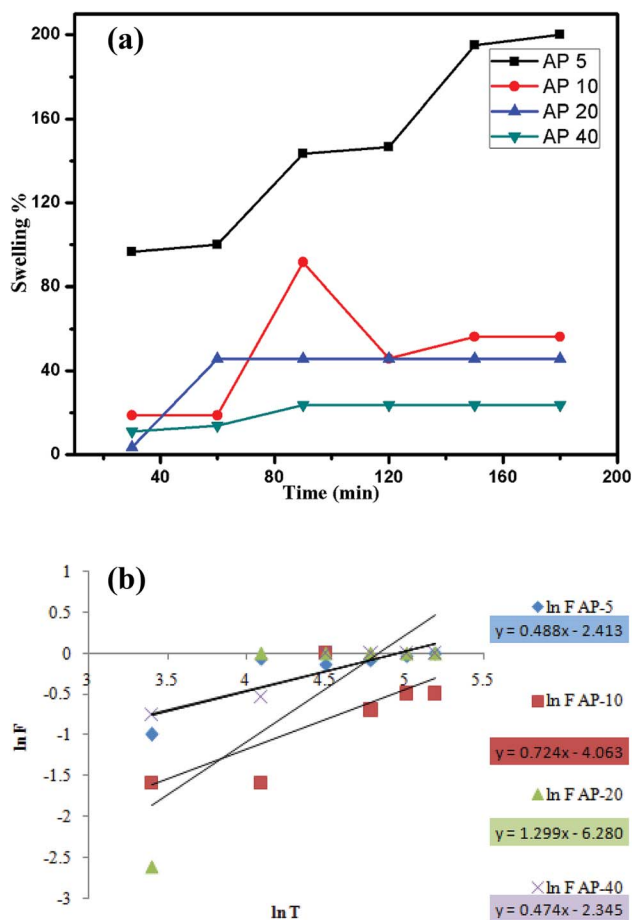 (a)
200
160
120
80
40
0
Swelling %
AP 5
AP 10
AP 20
AP 40
40 80 120 160 200
Time (min)
(b)
1
0.5
0
-0.5
-1
-1.5
-2
-2.5
-3
3 3.5 4 4.5 5 5.5
ln F
ln T
ln F AP-5
y = 0.488x - 2.413
ln F AP-10
y = 0.724x - 4.063
ln F AP-20
y = 1.299x - 6.280
ln F AP-40
y = 0.474x - 2.345